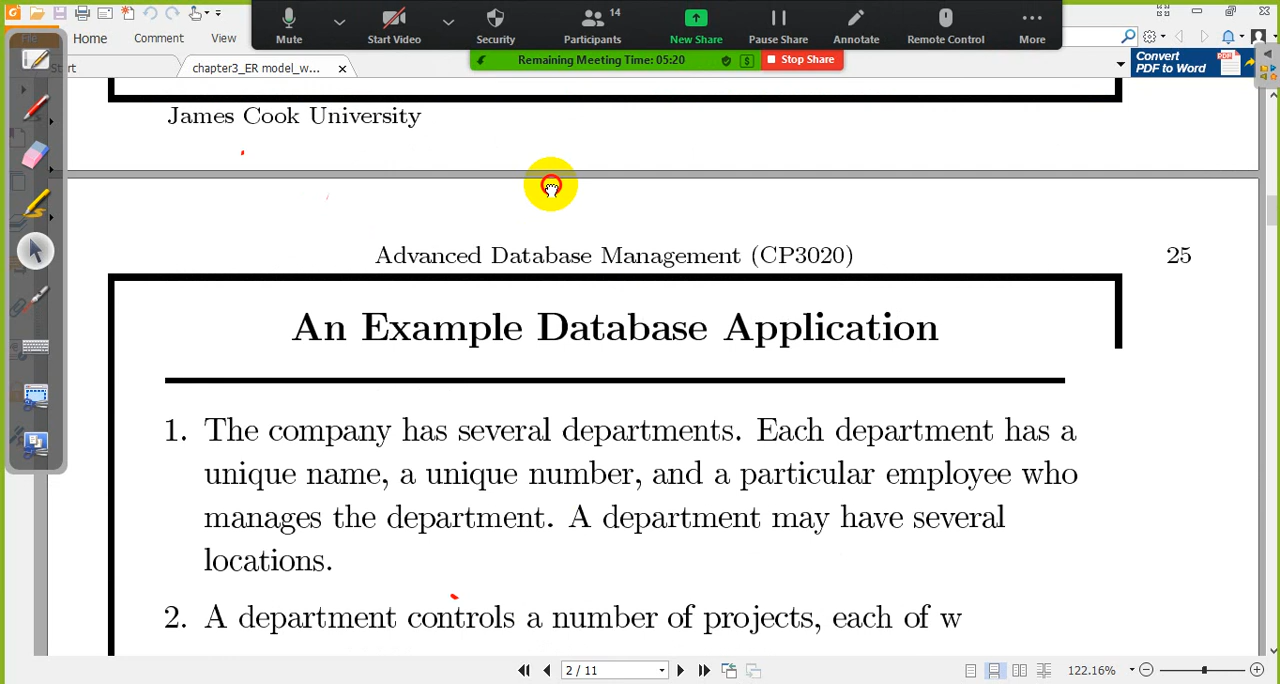 14
Mute
Start Video
Security
Participants
New Share
Pause Share
Annotate
Remote Control
More
File
Home
Comment
View
Remaining Meeting Time: 05:20
$
Stop Share
chapter3_ER model_w...
Convert
PDF to Word
James Cook University
Advanced Database Management (CP3020)
25
An Example Database Application
1. The company has several departments. Each department has a
unique name, a unique number, and a particular employee who
manages the department. A department may have several
locations.
2. A department controls a number of projects, each of w
2 / 11
122.16%